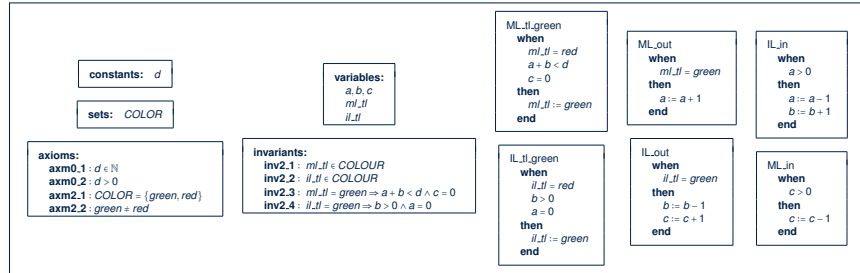 constants: d
sets: COLOR
axioms:
axm0_1 : d ∈ ℕ
axm0_2 : d > 0
axm2_1 : COLOR = {green, red}
axm2_2 : green ≠ red
variables:
a, b, c
ml_tl
il_tl
invariants:
inv2_1 : ml_tl ∈ COLOUR
inv2_2 : il_tl ∈ COLOUR
inv2_3 : ml_tl = green ⇒ a + b < d ∧ c = 0
inv2_4 : il_tl = green ⇒ b > 0 ∧ a = 0
ML_tl_green
when
ml_tl = red
a + b < d
c = 0
then
ml_tl := green
end
IL_tl_green
when
il_tl = red
b > 0
a = 0
then
il_tl := green
end
ML_out
when
ml_tl = green
then
a := a + 1
end
IL_out
when
il_tl = green
then
b := b − 1
c := c + 1
end
IL_in
when
a > 0
then
a := a − 1
b := b + 1
end
ML_in
when
c > 0
then
c := c − 1
end